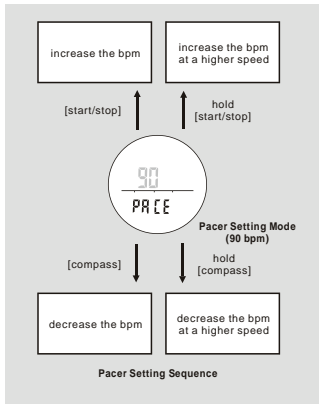 increase the bpm
increase the bpm
at a higher speed
[start/stop]
hold
[start/stop]
90
PACE
Pacer Setting Mode
(90 bpm)
[compass]
hold
[compass]
decrease the bpm
decrease the bpm
at a higher speed
Pacer Setting Sequence